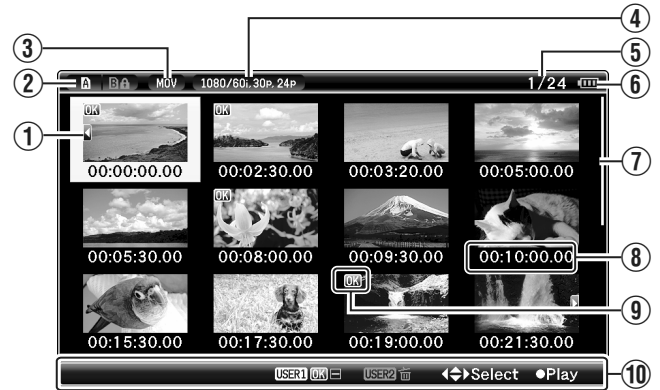 ④
③ ⑤
② A B MOV 1080/60i.30p.24p 1/24 ⑥
OK OK
① ⑦
00:00:00.00 00:02:30.00 00:03:20.00 00:05:00.00
OK
00:05:30.00 00:08:00.00 00:09:30.00 00:10:00.00 ⑧
OK ⑨
00:15:30.00 00:17:30.00 00:19:00.00 00:21:30.00
USER1 OK USER2 Select Play ⑩